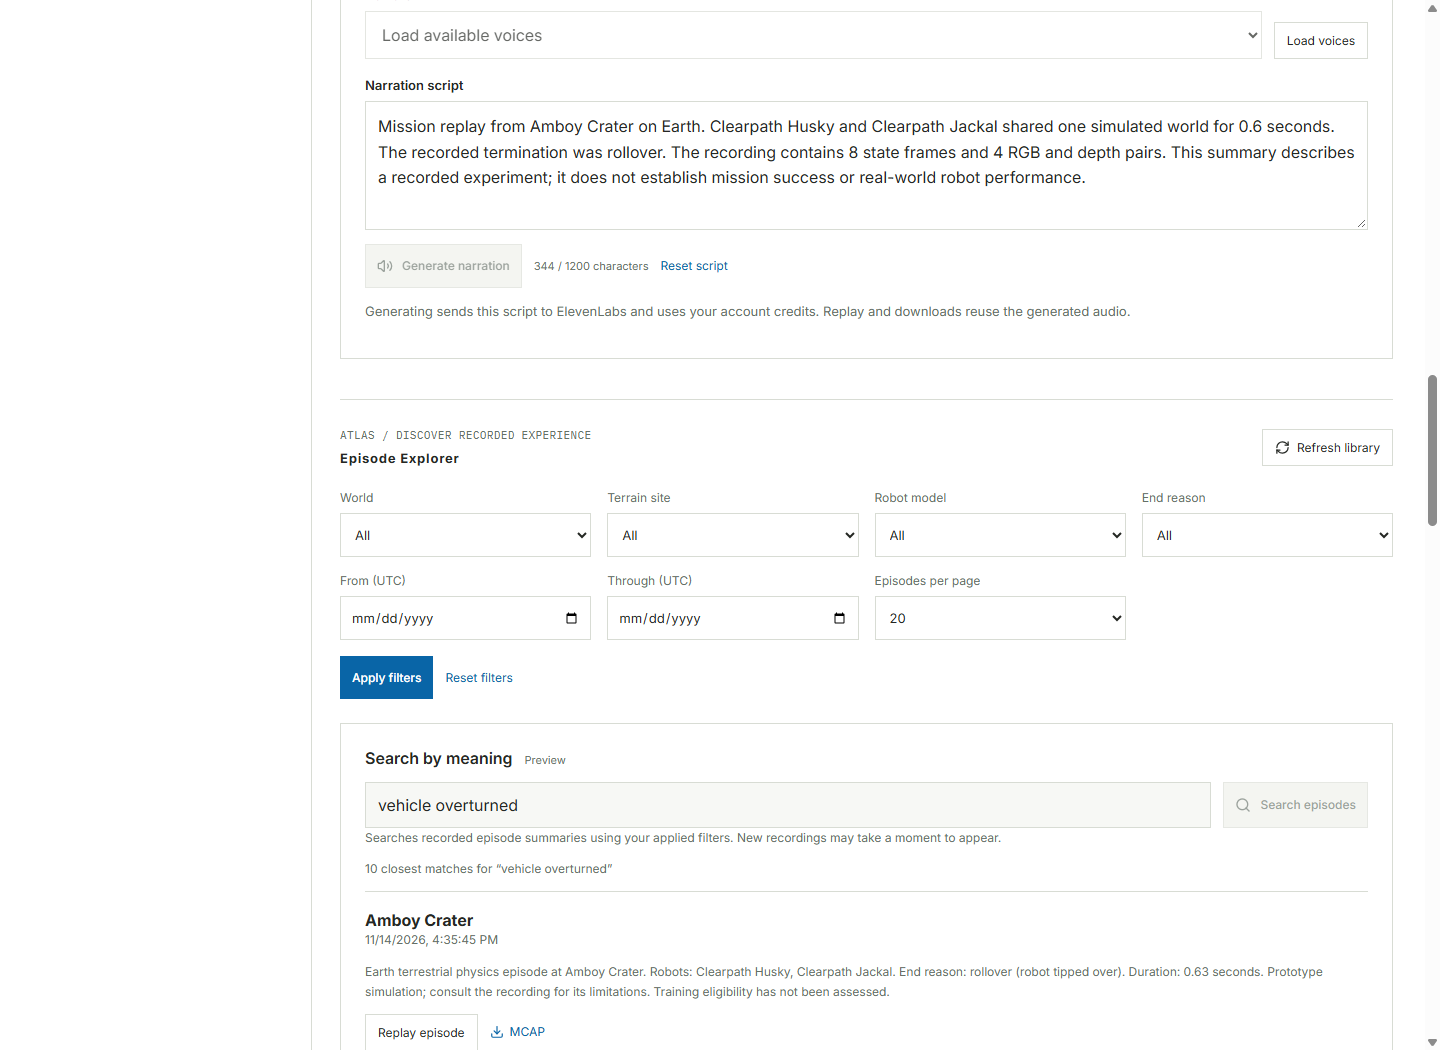 Load available voices
Load voices
Narration script
Mission replay from Amboy Crater on Earth. Clearpath Husky and Clearpath Jackal shared one simulated world for 0.6 seconds.
The recorded termination was rollover. The recording contains 8 state frames and 4 RGB and depth pairs. This summary describes
a recorded experiment; it does not establish mission success or real-world robot performance.
Generate narration
344 / 1200 characters
Reset script
Generating sends this script to ElevenLabs and uses your account credits. Replay and downloads reuse the generated audio.
ATLAS / DISCOVER RECORDED EXPERIENCE
Episode Explorer
Refresh library
World
Terrain site
Robot model
End reason
All
All
All
All
From (UTC)
Through (UTC)
Episodes per page
mm/dd/yyyy
mm/dd/yyyy
20
Apply filters
Reset filters
Search by meaning
Preview
vehicle overturned
Search episodes
Searches recorded episode summaries using your applied filters. New recordings may take a moment to appear.
10 closest matches for “vehicle overturned”
Amboy Crater
11/14/2026, 4:35:45 PM
Earth terrestrial physics episode at Amboy Crater. Robots: Clearpath Husky, Clearpath Jackal. End reason: rollover (robot tipped over). Duration: 0.63 seconds. Prototype
simulation; consult the recording for its limitations. Training eligibility has not been assessed.
Replay episode
MCAP